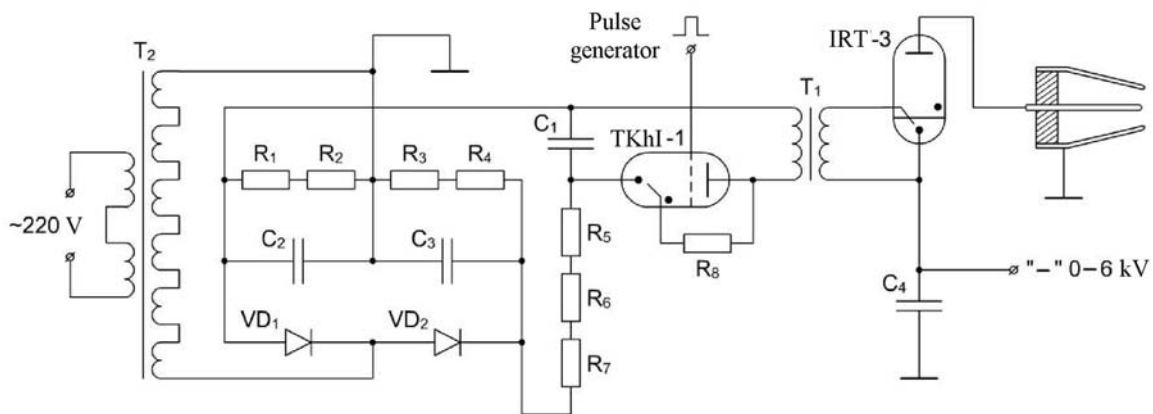 Pulse
generator
IRT-3
T₂
T₁
C₁
TKhI-1
R₁
R₂
R₃
R₄
~220 V
R₅
C₂
C₃
R₈
R₆
"–" 0–6 kV
C₄
VD₁
VD₂
R₇